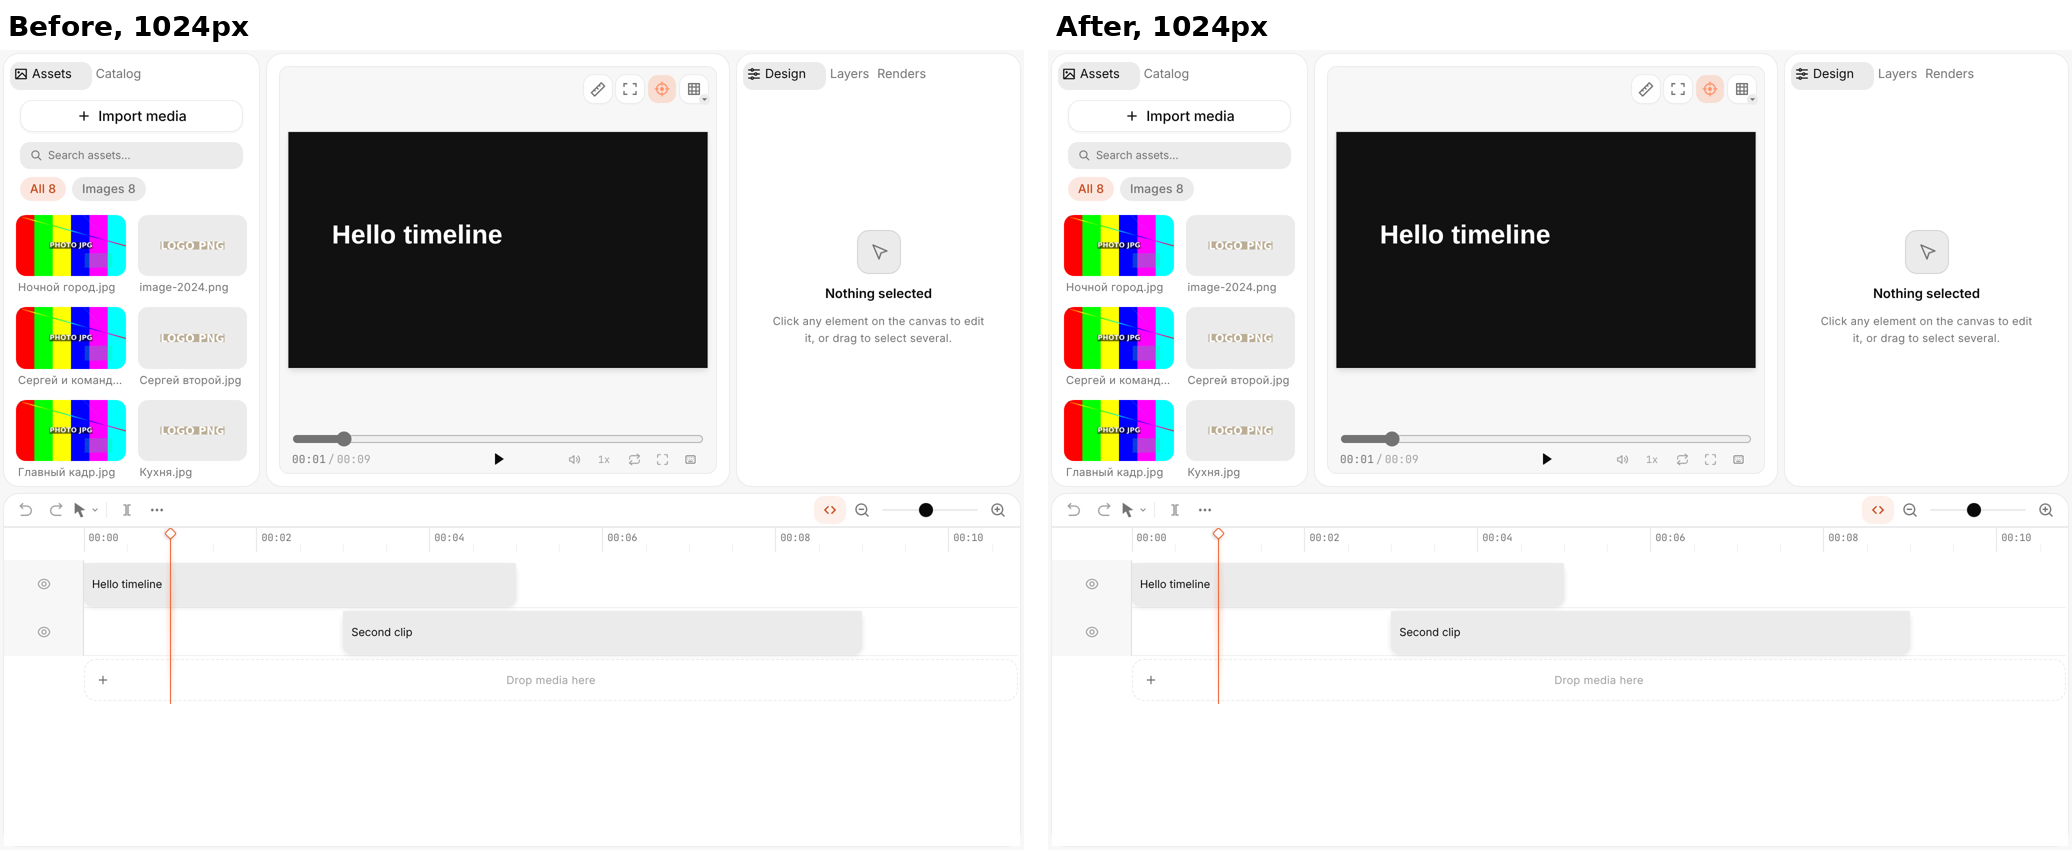 Before, 1024px
Assets
Catalog
Import media
Search assets...
All 8
Images 8
PHOTO JPG
LOGO PNG
Ночной город.jpg
image-2024.png
PHOTO JPG
LOGO PNG
Сергей и команд...
Сергей второй.jpg
PHOTO JPG
LOGO PNG
Главный кадр.jpg
Кухня.jpg
Hello timeline
00:01 / 00:09
1x
Design
Layers
Renders
Nothing selected
Click any element on the canvas to edit
it, or drag to select several.
00:00
00:02
00:04
00:06
00:08
00:10
Hello timeline
Second clip
Drop media here
After, 1024px
Assets
Catalog
Import media
Search assets...
All 8
Images 8
PHOTO JPG
LOGO PNG
Ночной город.jpg
image-2024.png
PHOTO JPG
LOGO PNG
Сергей и команд...
Сергей второй.jpg
PHOTO JPG
LOGO PNG
Главный кадр.jpg
Кухня.jpg
Hello timeline
00:01 / 00:09
1x
Design
Layers
Renders
Nothing selected
Click any element on the canvas to edit
it, or drag to select several.
00:00
00:02
00:04
00:06
00:08
00:10
Hello timeline
Second clip
Drop media here